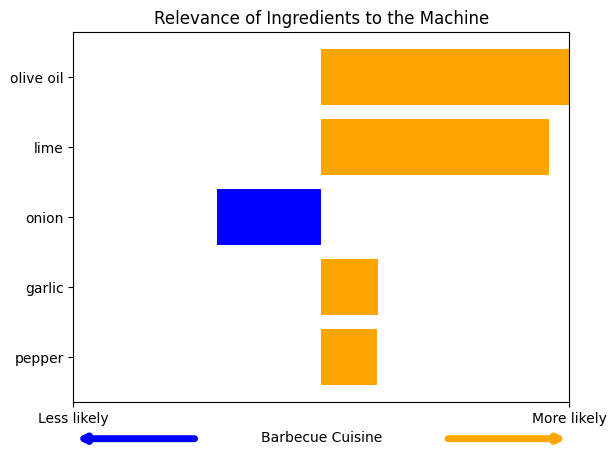 Relevance of Ingredients to the Machine
olive oil
lime
onion
garlic
pepper
Less likely
More likely
Barbecue Cuisine